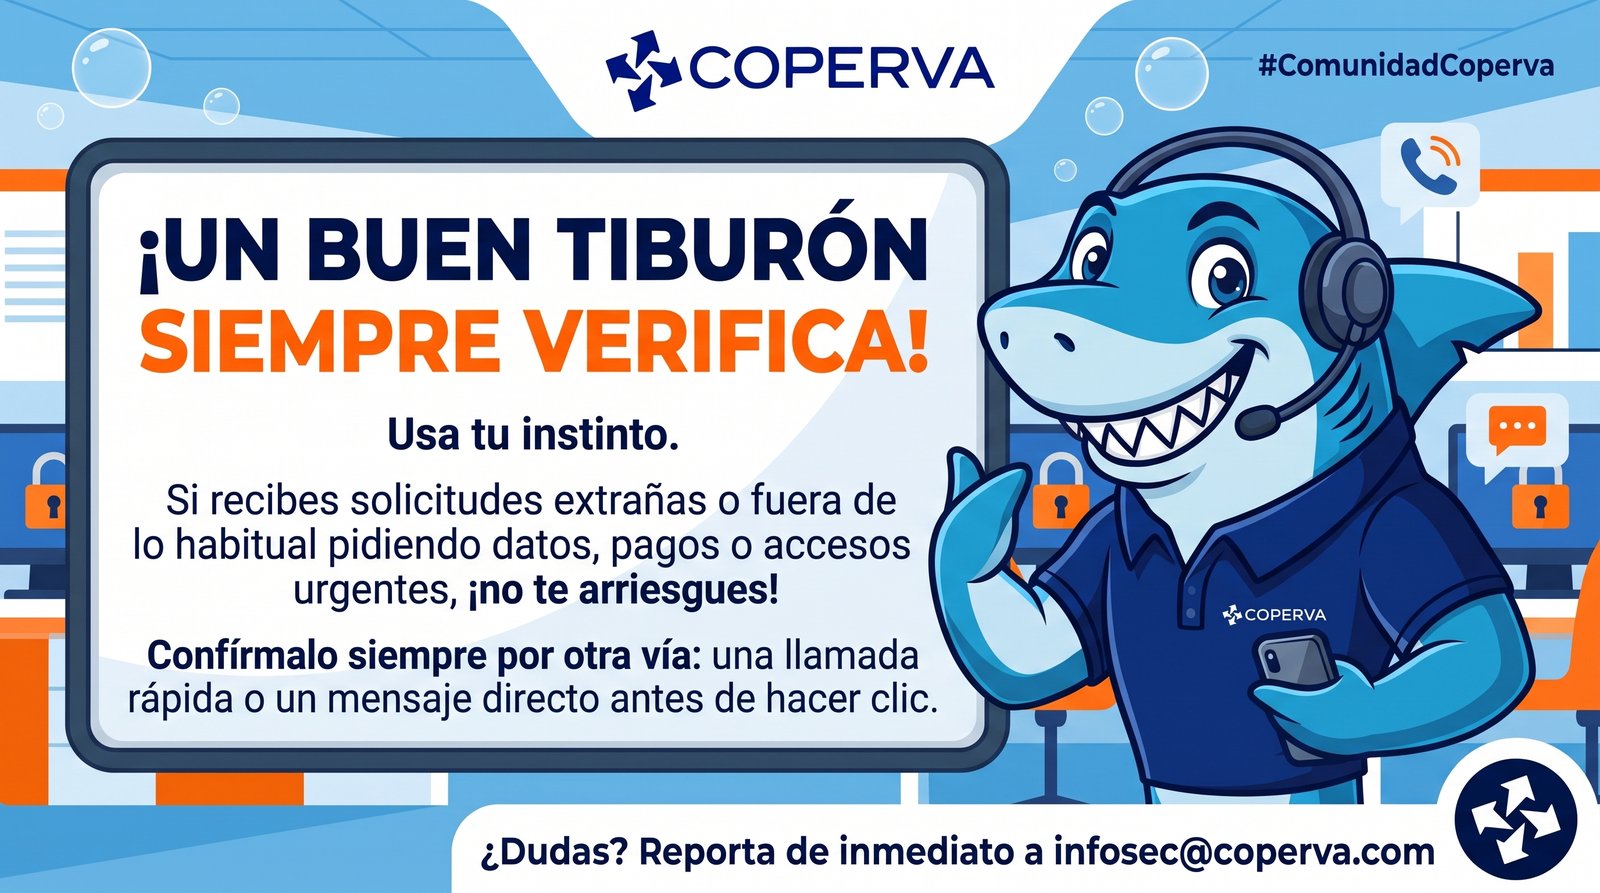 COPERVA
#ComunidadCoperva
¡UN BUEN TIBURÓN
SIEMPRE VERIFICA!
Usa tu instinto.
Si recibes solicitudes extrañas o fuera de
lo habitual pidiendo datos, pagos o accesos
urgentes, ¡no te arriesgues!
Confírmalo siempre por otra vía: una llamada
rápida o un mensaje directo antes de hacer clic.
COPERVA
¿Dudas? Reporta de inmediato a infosec@coperva.com